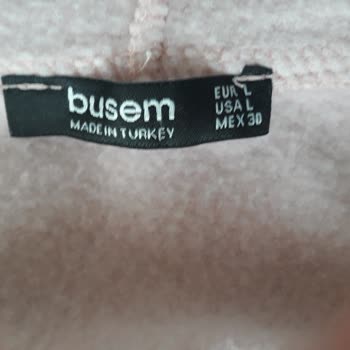 busem
MADE IN TURKEY
EUR L
USA L
MEX 30